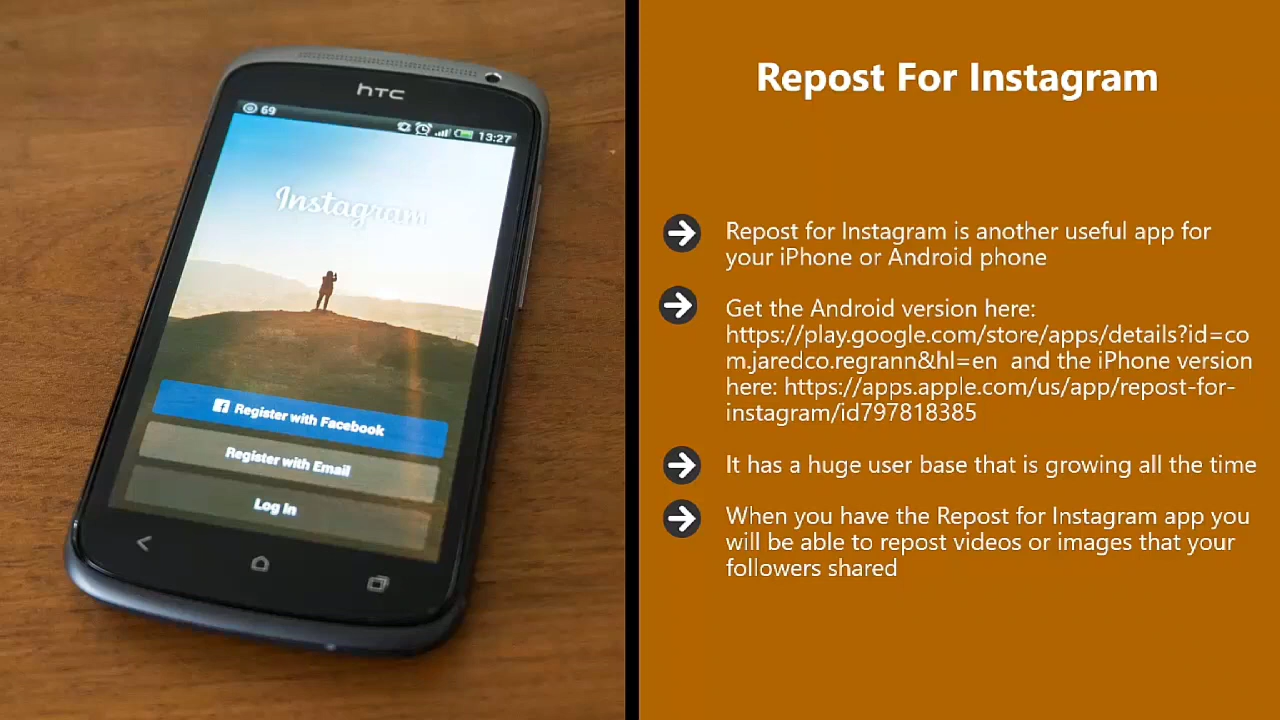 hTC
69
13:27
Instagram
Register with Facebook
Register with Email
Log In
Repost For Instagram
Repost for Instagram is another useful app for
your iPhone or Android phone
Get the Android version here:
https://play.google.com/store/apps/details?id=co
m.jaredco.regrann&hl=en and the iPhone version
here: https://apps.apple.com/us/app/repost-for-
instagram/id797818385
It has a huge user base that is growing all the time
When you have the Repost for Instagram app you
will be able to repost videos or images that your
followers shared